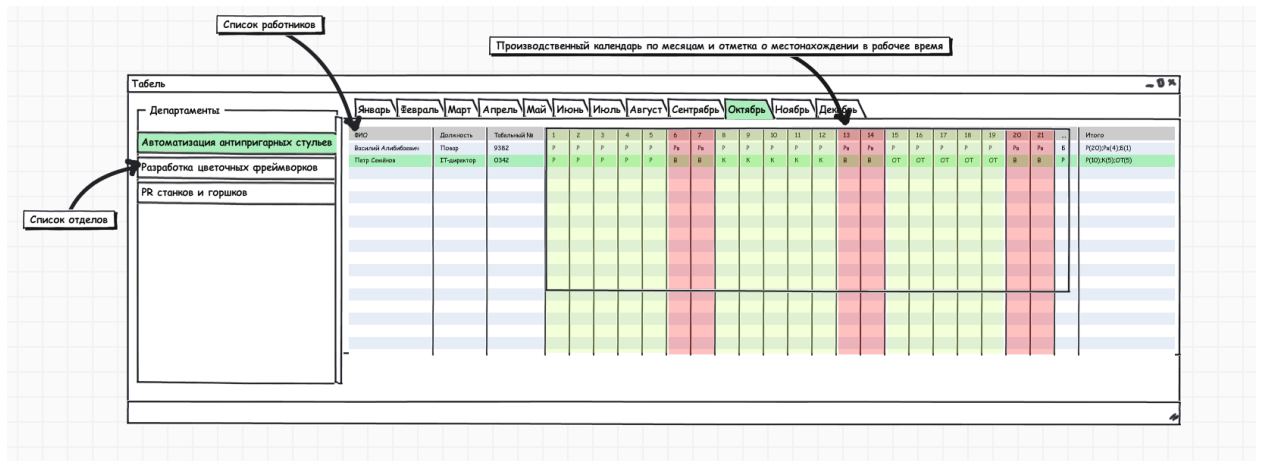 Список работников
Производственный календарь по месяцам и отметка о местонахождении в рабочее время
Табель
Департаменты
Январь Февраль Март Апрель Май Июнь Июль Август Сентябрь Октябрь Ноябрь Декабрь
Автоматизация антипригарных стульев
Разработка цветочных фреймворков
PR станков и горшков
Список отделов
ФИО Должность Табельный № 1 2 3 4 5 6 7 8 9 10 11 12 13 14 15 16 17 18 19 20 21 ... Итого
Василий Алибабаевич Повар 9382 Р Р Р Р Р Рв Рв Р Р Р Р Р Рв Рв Р Р Р Р Р Рв Рв Б Р(20);Рв(4);Б(1)
Петр Семёнов IT-директор 0342 Р Р Р Р Р В В К К К К К В В ОТ ОТ ОТ ОТ ОТ В В Р Р(10);К(5);ОТ(5)